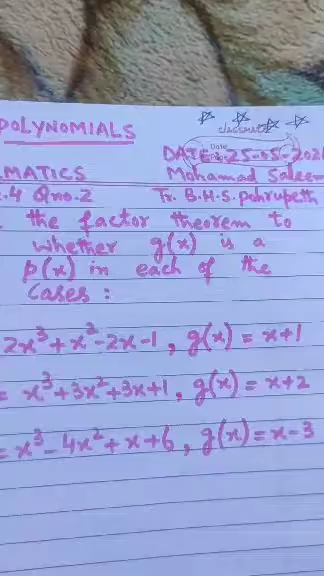 POLYNOMIALS
classmate
Date
DATE: 25-05-202
MATICS Mohamad Saleem
.4 Qno.2 Tr. B.H.S. Pohrupeth
the factor theorem to
whether g(x) is a
p(x) in each of the
cases :
2x³+x²-2x-1, g(x) = x+1
= x³+3x²+3x+1, g(x) = x+2
= x³-4x²+x+6, g(x)=x-3